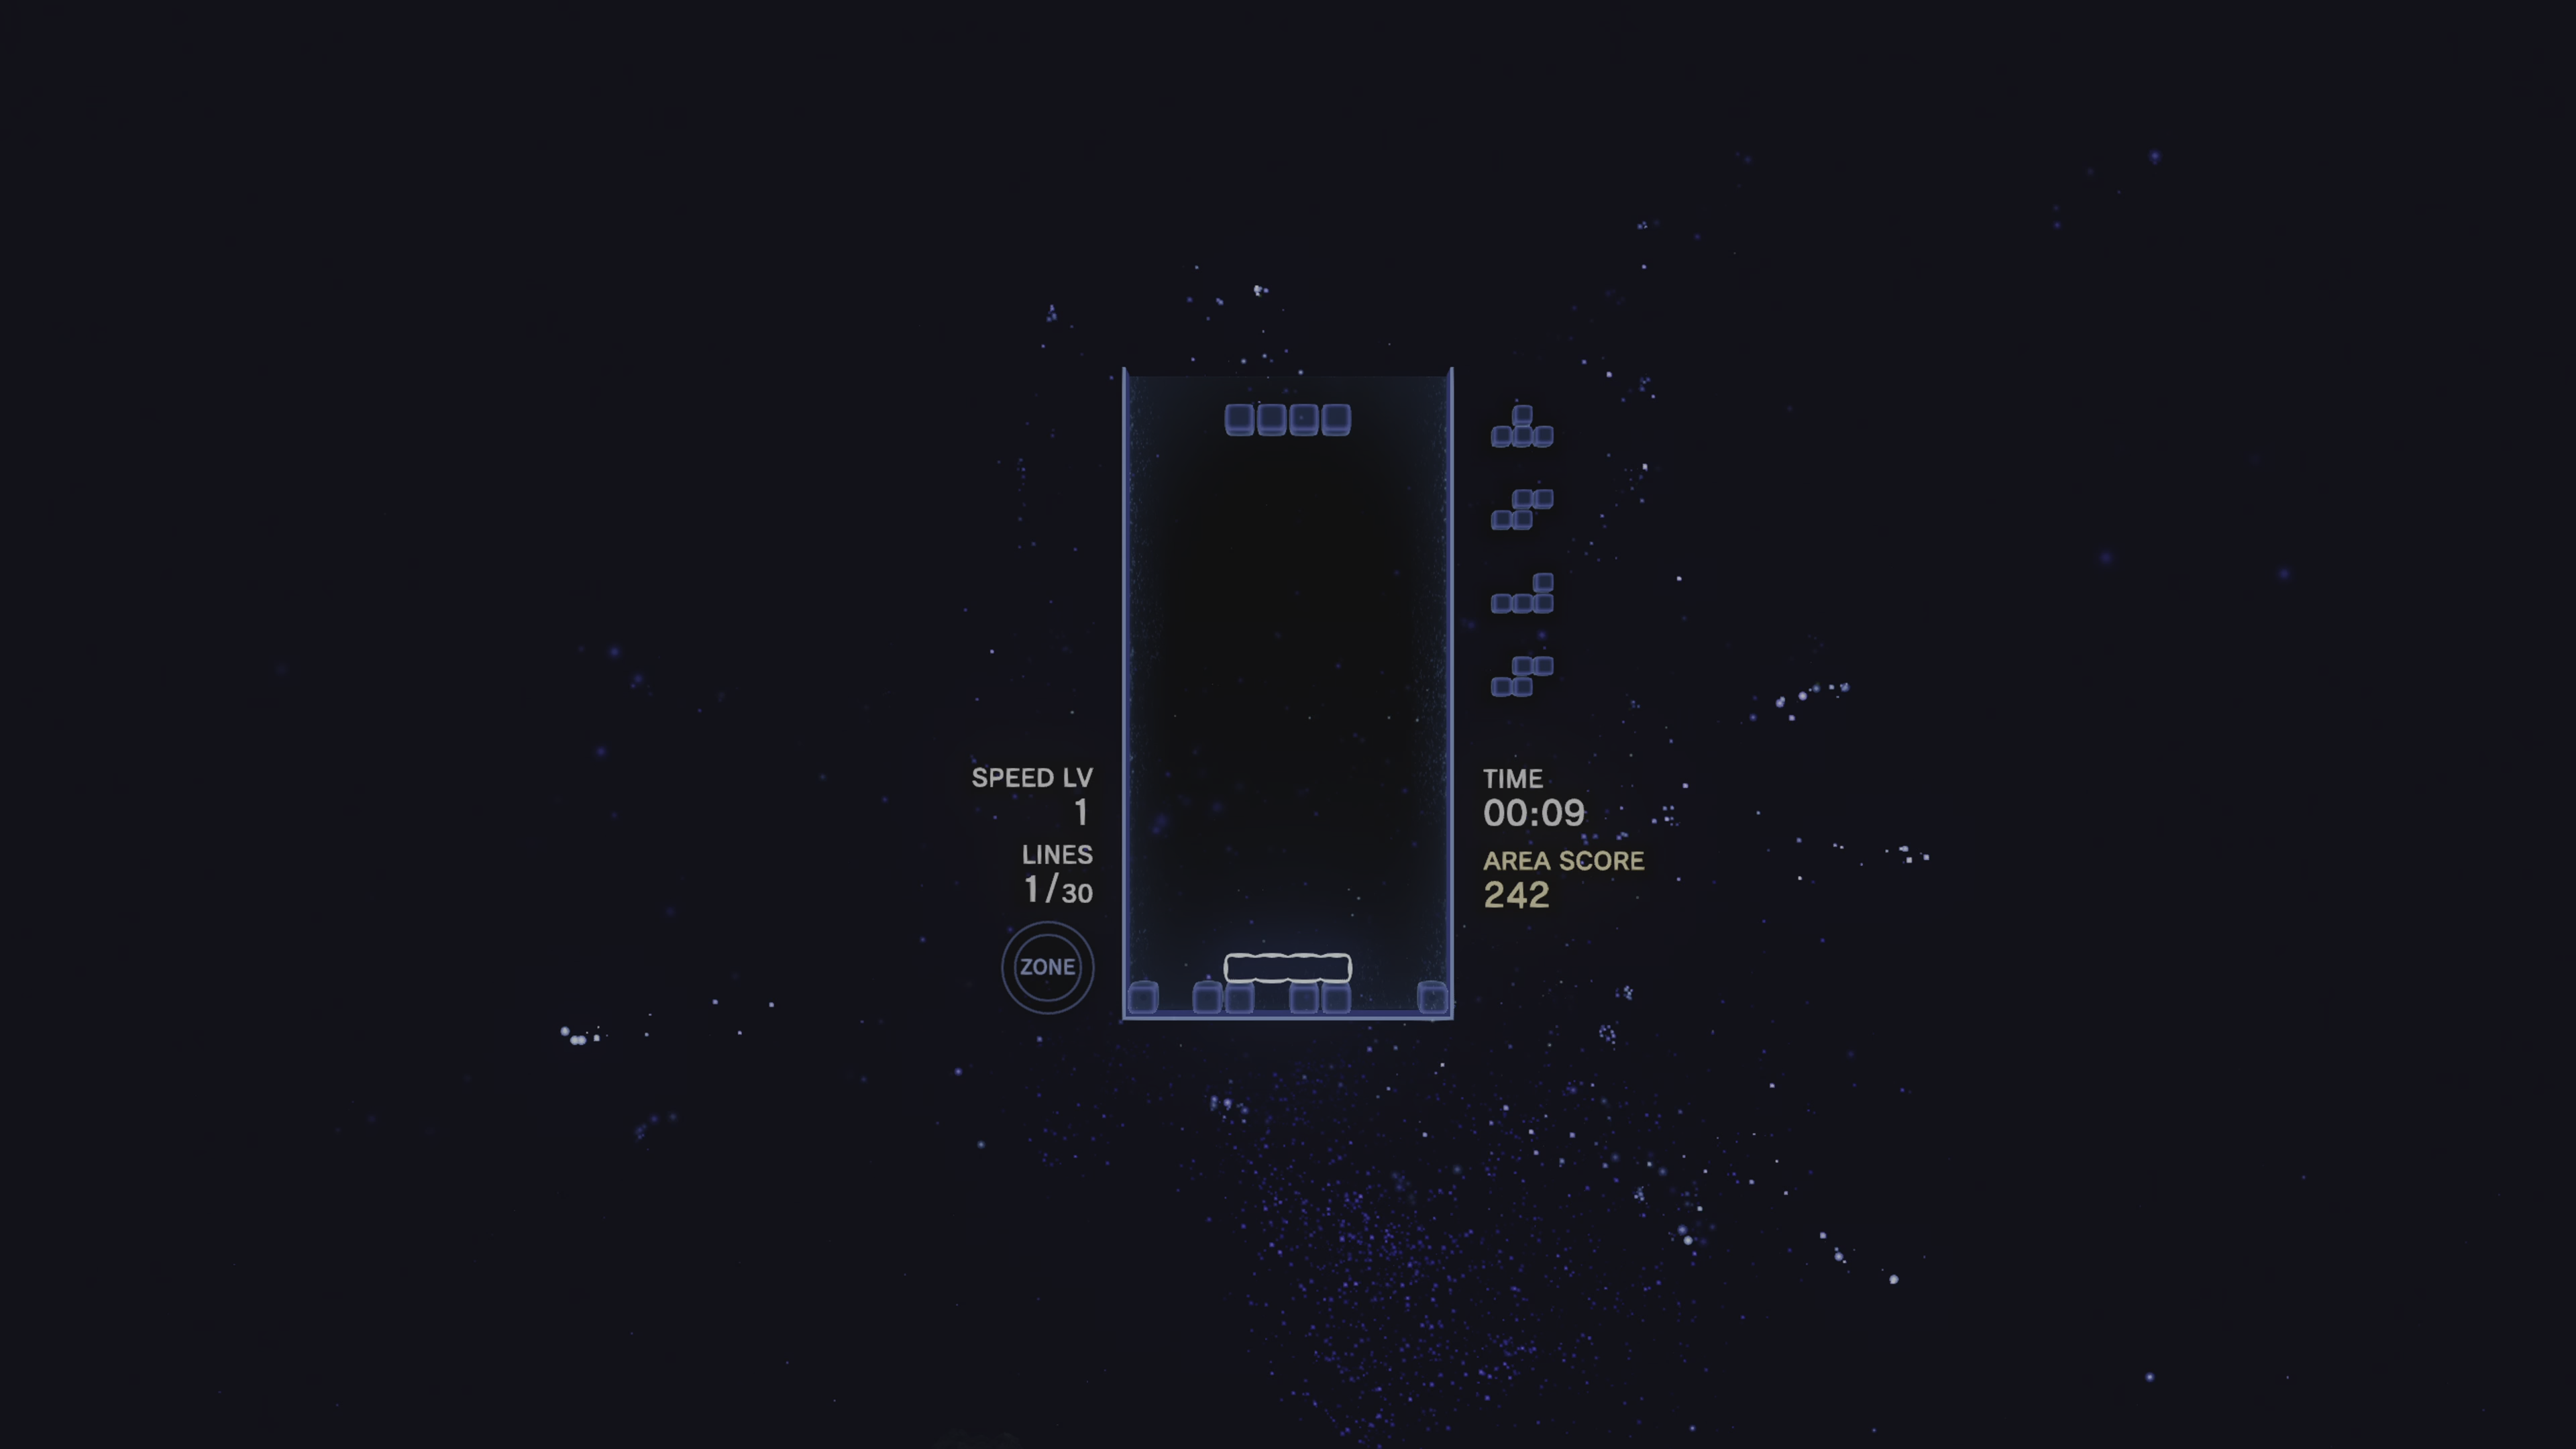 SPEED LV
1
LINES
1/30
ZONE
TIME
00:09
AREA SCORE
242